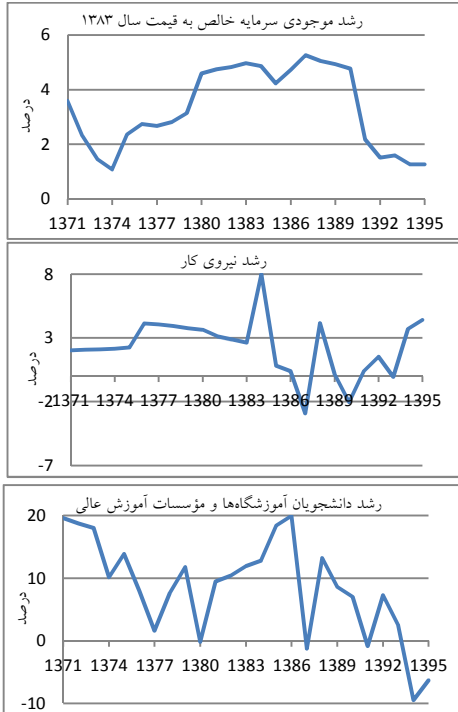 رشد موجودی سرمایه خالص به قیمت سال ۱۳۸۳
درصد
6
4
2
0
1371 1374 1377 1380 1383 1386 1389 1392 1395
رشد نیروی کار
درصد
8
3
-2
-7
1371 1374 1377 1380 1383 1386 1389 1392 1395
رشد دانشجویان آموزشگاه‌ها و مؤسسات آموزش عالی
درصد
20
10
0
-10
1371 1374 1377 1380 1383 1386 1389 1392 1395